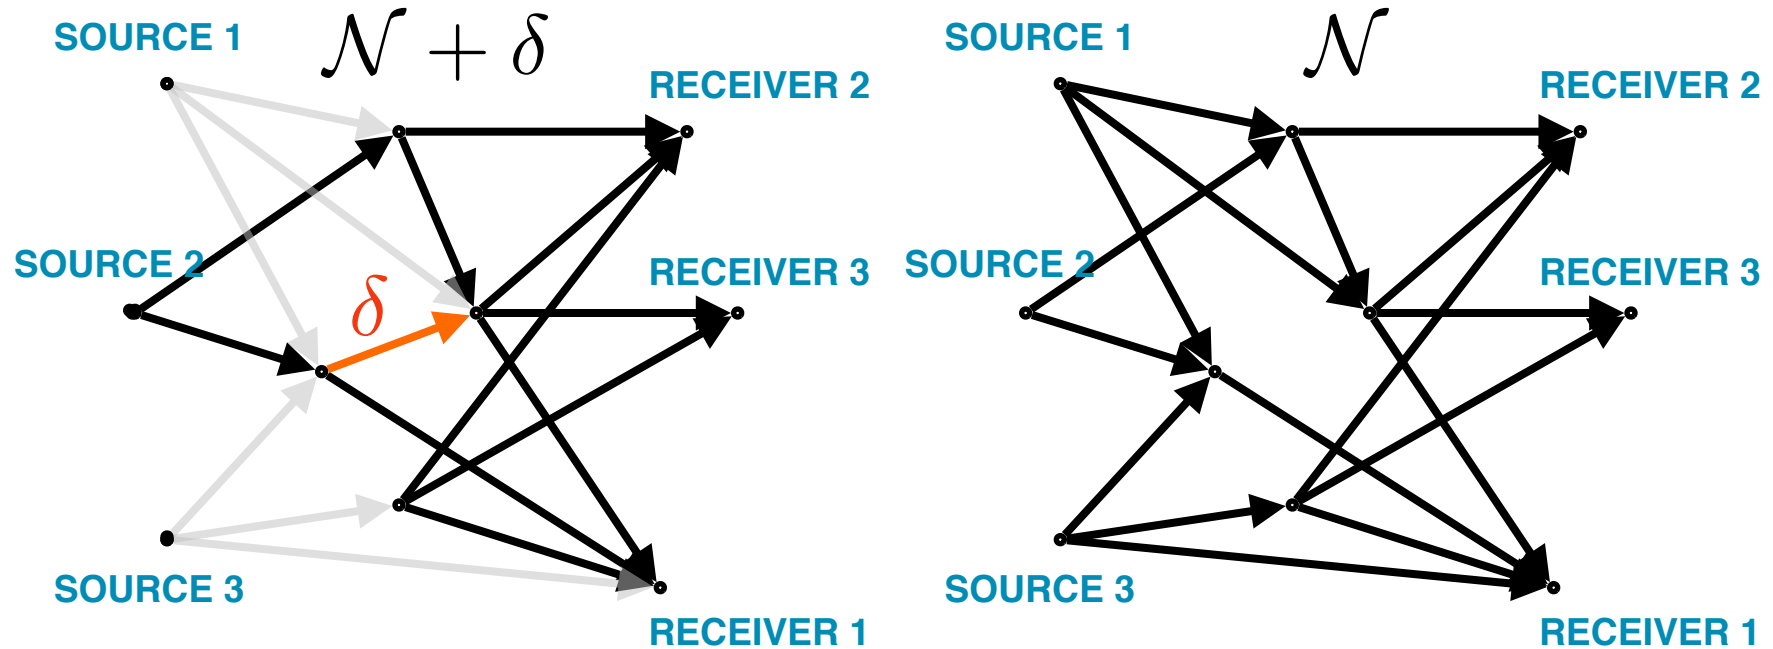 SOURCE 1
𝒩 + δ
RECEIVER 2
SOURCE 2
RECEIVER 3
δ
SOURCE 3
RECEIVER 1
SOURCE 1
𝒩
RECEIVER 2
SOURCE 2
RECEIVER 3
SOURCE 3
RECEIVER 1